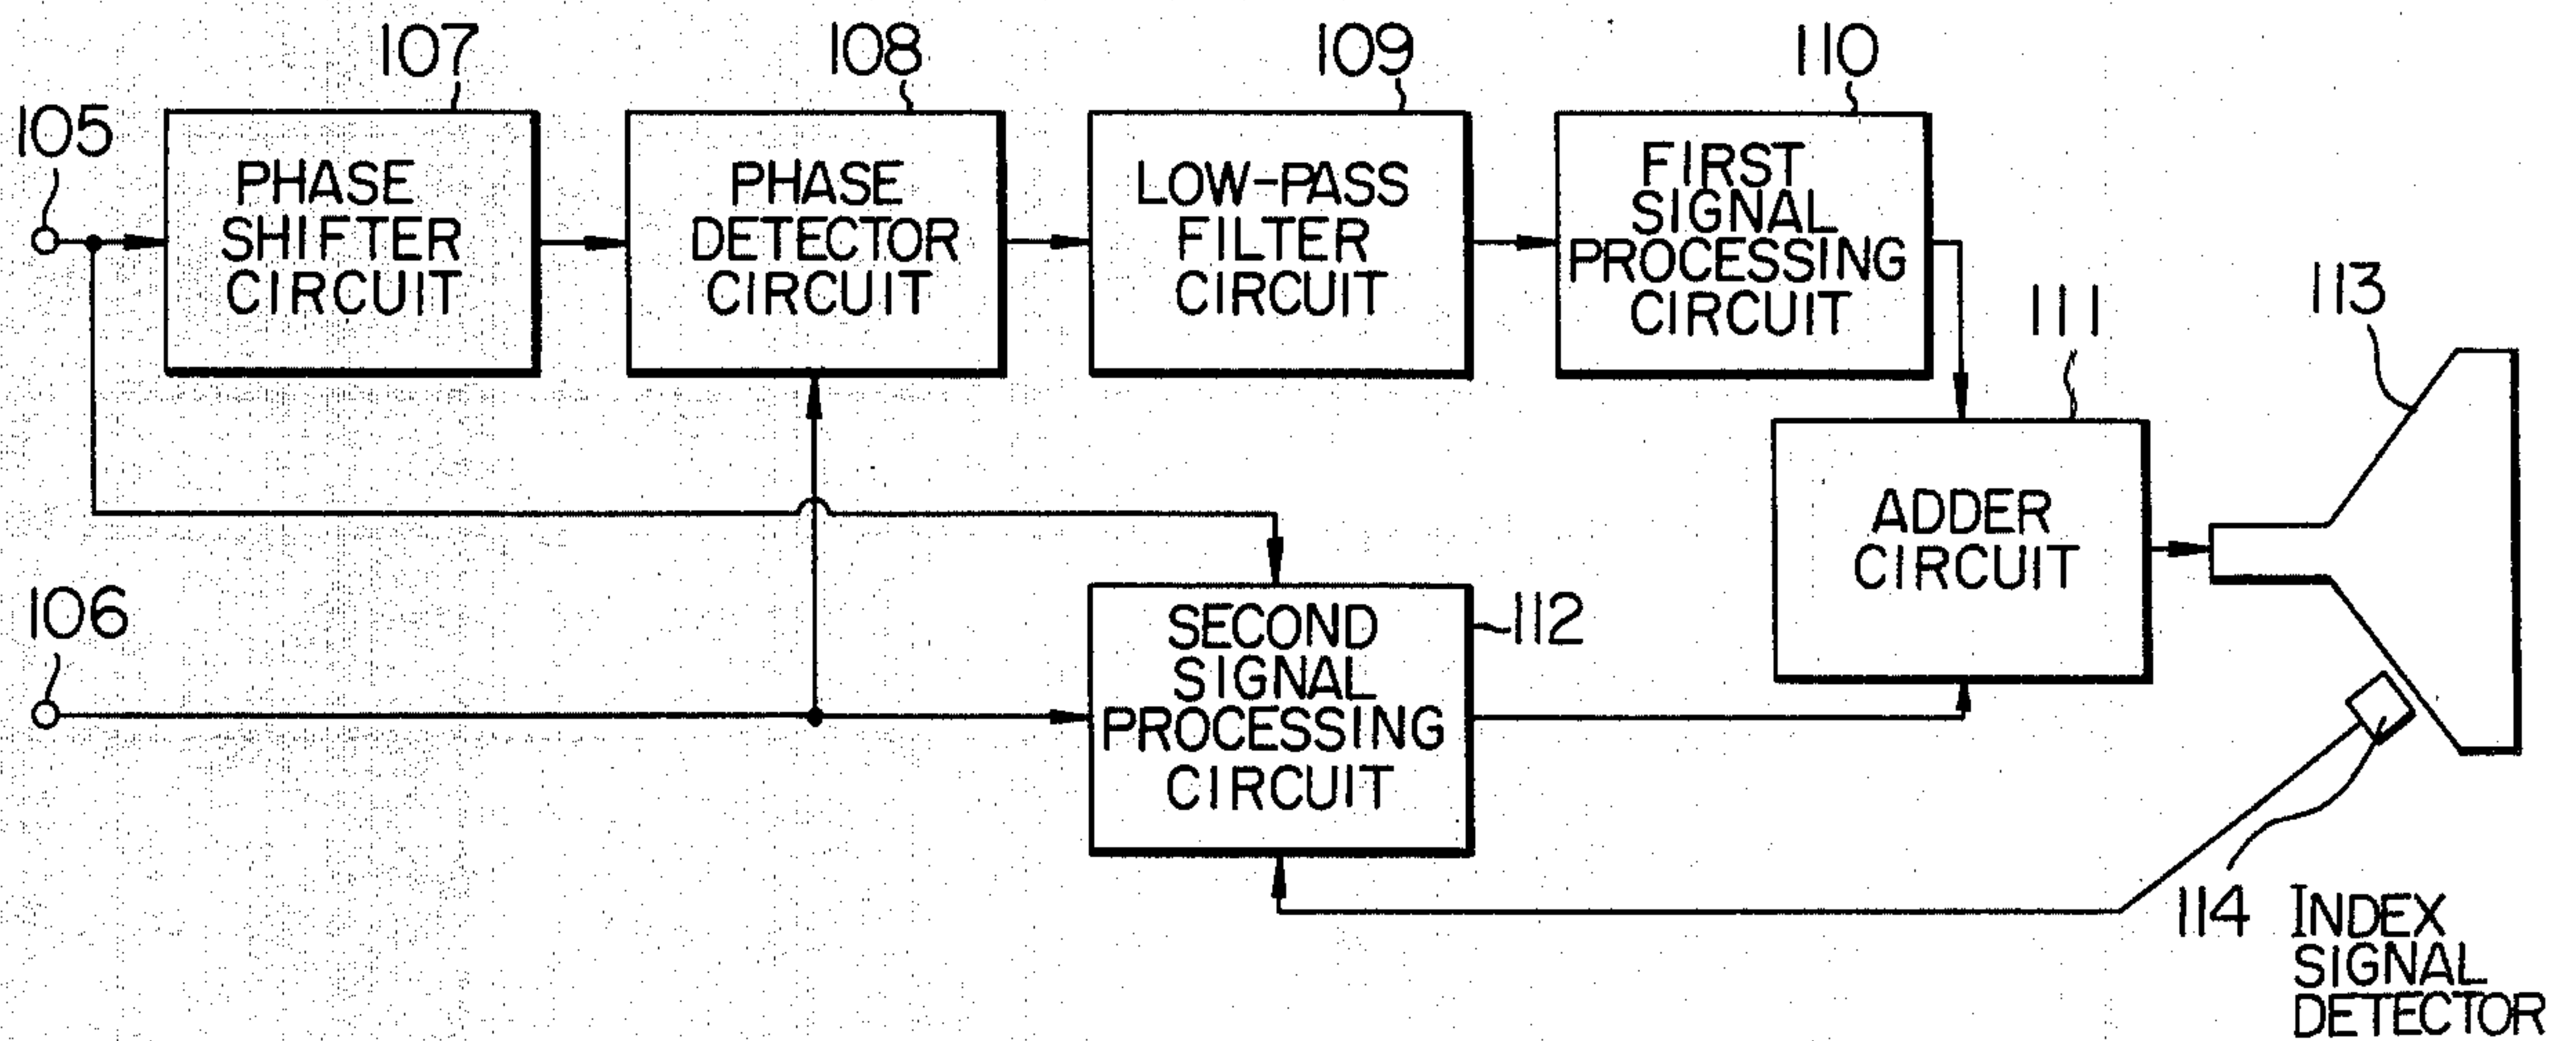 107
108
109
110
105
PHASE
SHIFTER
CIRCUIT
PHASE
DETECTOR
CIRCUIT
LOW-PASS
FILTER
CIRCUIT
FIRST
SIGNAL
PROCESSING
CIRCUIT
111
113
ADDER
CIRCUIT
106
SECOND
SIGNAL
PROCESSING
CIRCUIT
112
114
INDEX
SIGNAL
DETECTOR